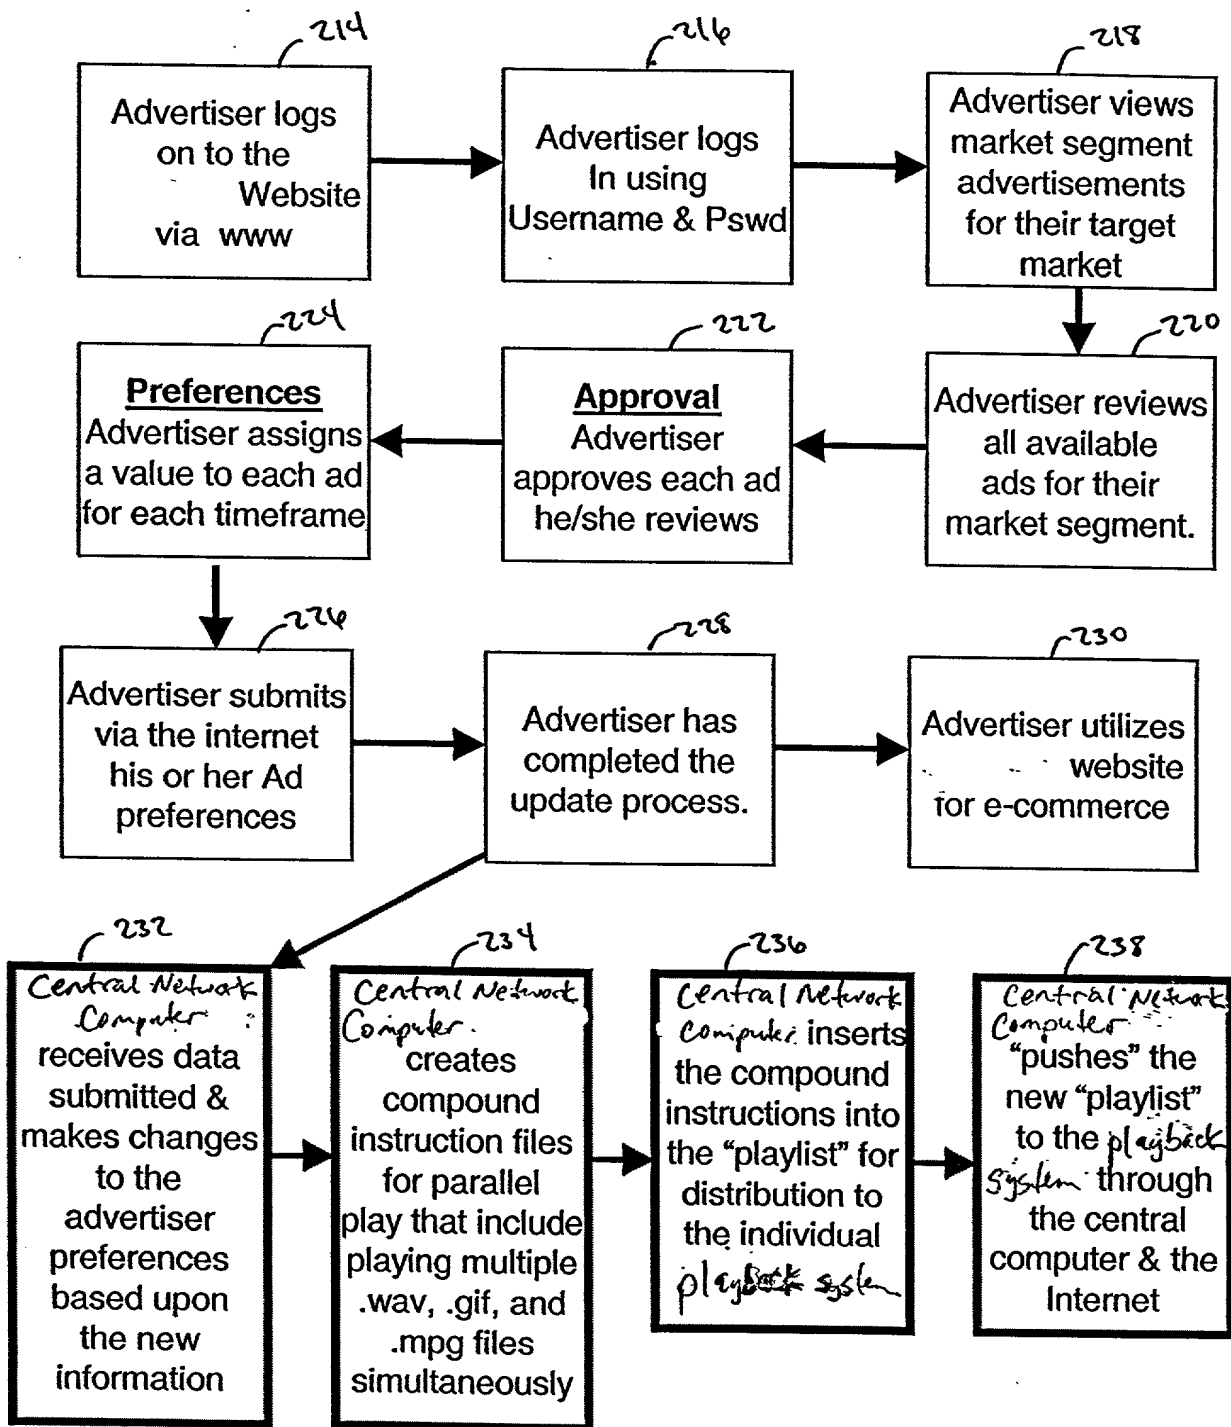 214
Advertiser logs
on to the
Website
via www
216
Advertiser logs
In using
Username & Pswd
218
Advertiser views
market segment
advertisements
for their target
market
220
Advertiser reviews
all available
ads for their
market segment.
222
Approval
Advertiser
approves each ad
he/she reviews
224
Preferences
Advertiser assigns
a value to each ad
for each timeframe
226
Advertiser submits
via the internet
his or her Ad
preferences
228
Advertiser has
completed the
update process.
230
Advertiser utilizes
website
for e-commerce
232
Central Network
Computer
receives data
submitted &
makes changes
to the
advertiser
preferences
based upon
the new
information
234
Central Network
Computer
creates
compound
instruction files
for parallel
play that include
playing multiple
.wav, .gif, and
.mpg files
simultaneously
236
Central Network
Computer inserts
the compound
instructions into
the "playlist" for
distribution to
the individual
playback system
238
Central Network
Computer
"pushes" the
new "playlist"
to the playback
system through
the central
computer & the
Internet